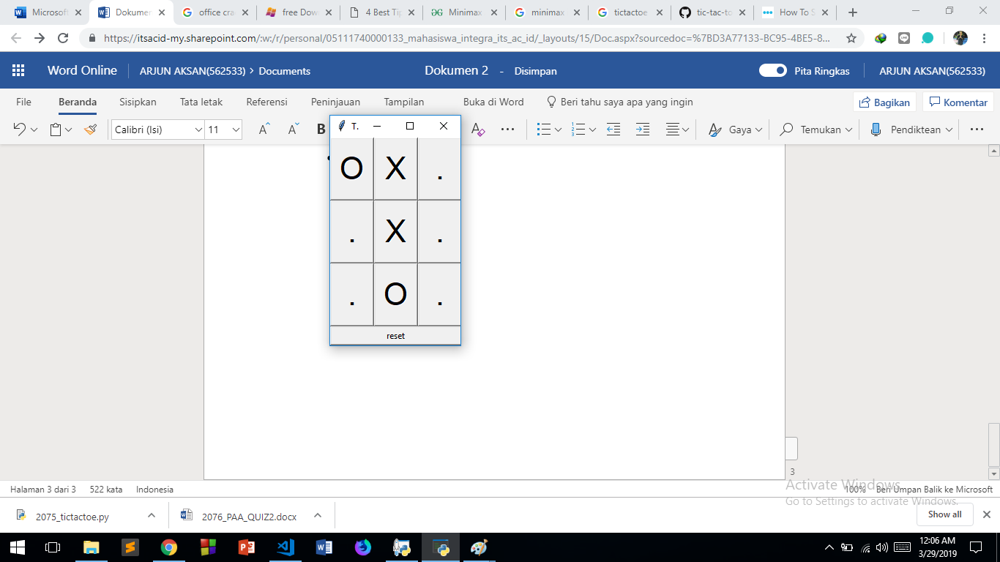 Microsoft Dokumen office cra free Dow 4 Best Tip Minimax minimax tictactoe tic-tac-to How To S
https://itsacid-my.sharepoint.com/:w:/r/personal/05111740000133_mahasiswa_integra_its_ac_id/_layouts/15/Doc.aspx?sourcedoc=%7BD3A77133-BC95-4BE5-8...
Word Online ARJUN AKSAN(562533) > Documents Dokumen 2 - Disimpan Pita Ringkas ARJUN AKSAN(562533)
File Beranda Sisipkan Tata letak Referensi Peninjauan Tampilan Buka di Word Beri tahu saya apa yang ingin Bagikan Komentar
Calibri (Isi) 11 A A B A ... Gaya Temukan Pendiktean ...
T.
O X .
. X .
. O .
reset
3
Halaman 3 dari 3 522 kata Indonesia 100% Beri Umpan Balik ke Microsoft
Activate Windows
Go to Settings to activate Windows.
2075_tictactoe.py 2076_PAA_QUIZ2.docx Show all
12:06 AM
3/29/2019